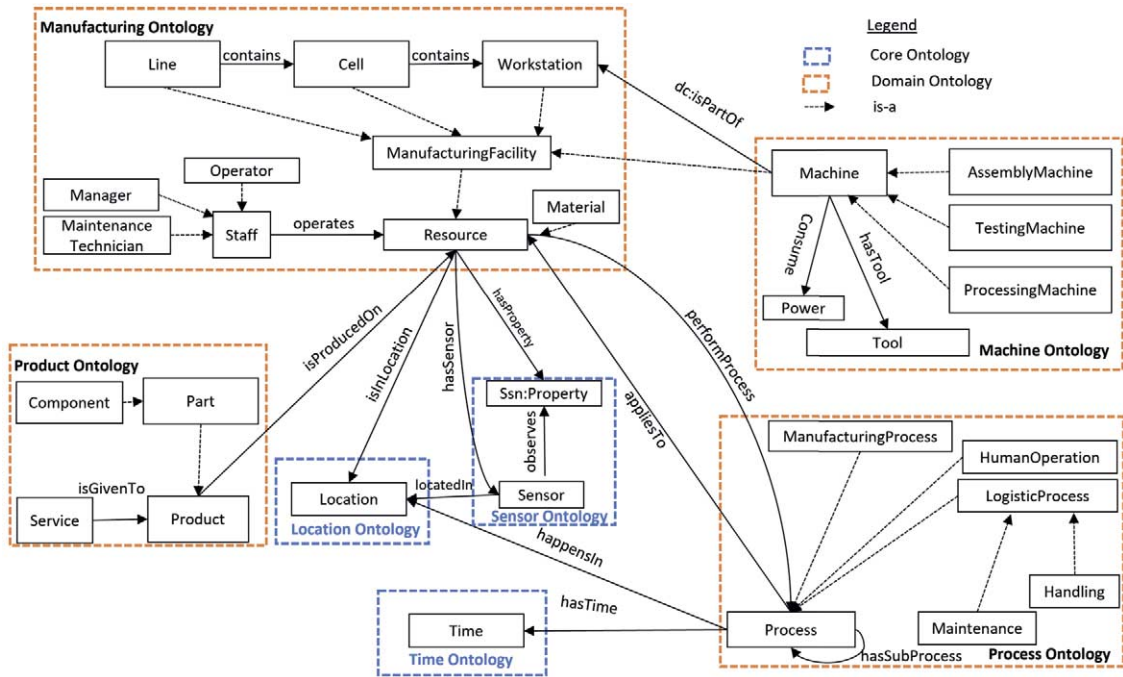 Manufacturing Ontology
Line
contains
Cell
contains
Workstation
ManufacturingFacility
Operator
Manager
Maintenance
Technician
Staff
operates
Resource
Material
Legend
Core Ontology
Domain Ontology
is-a
dc:isPartOf
Machine
AssemblyMachine
TestingMachine
ProcessingMachine
Consume
hasTool
Power
Tool
Machine Ontology
Product Ontology
Component
Part
isGivenTo
Service
Product
isProducedOn
isInLocation
hasSensor
hasProperty
performProcess
appliesTo
Ssn:Property
observes
Sensor
Sensor Ontology
locatedIn
Location
Location Ontology
happensIn
hasTime
Time
Time Ontology
ManufacturingProcess
HumanOperation
LogisticProcess
Handling
Maintenance
Process
hasSubProcess
Process Ontology